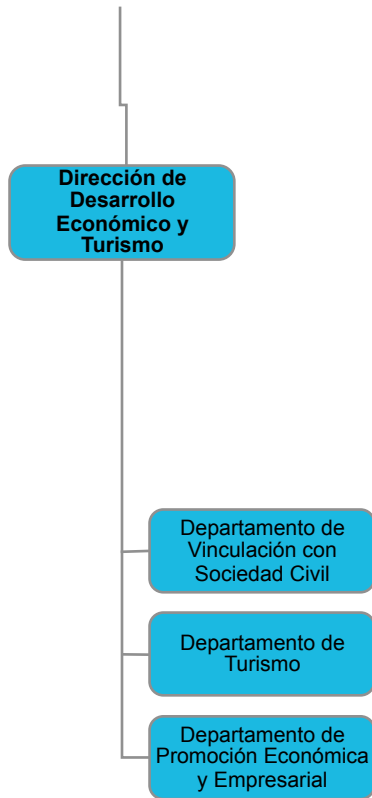 Dirección de
Desarrollo
Económico y
Turismo
Departamento de
Vinculación con
Sociedad Civil
Departamento de
Turismo
Departamento de
Promoción Económica
y Empresarial